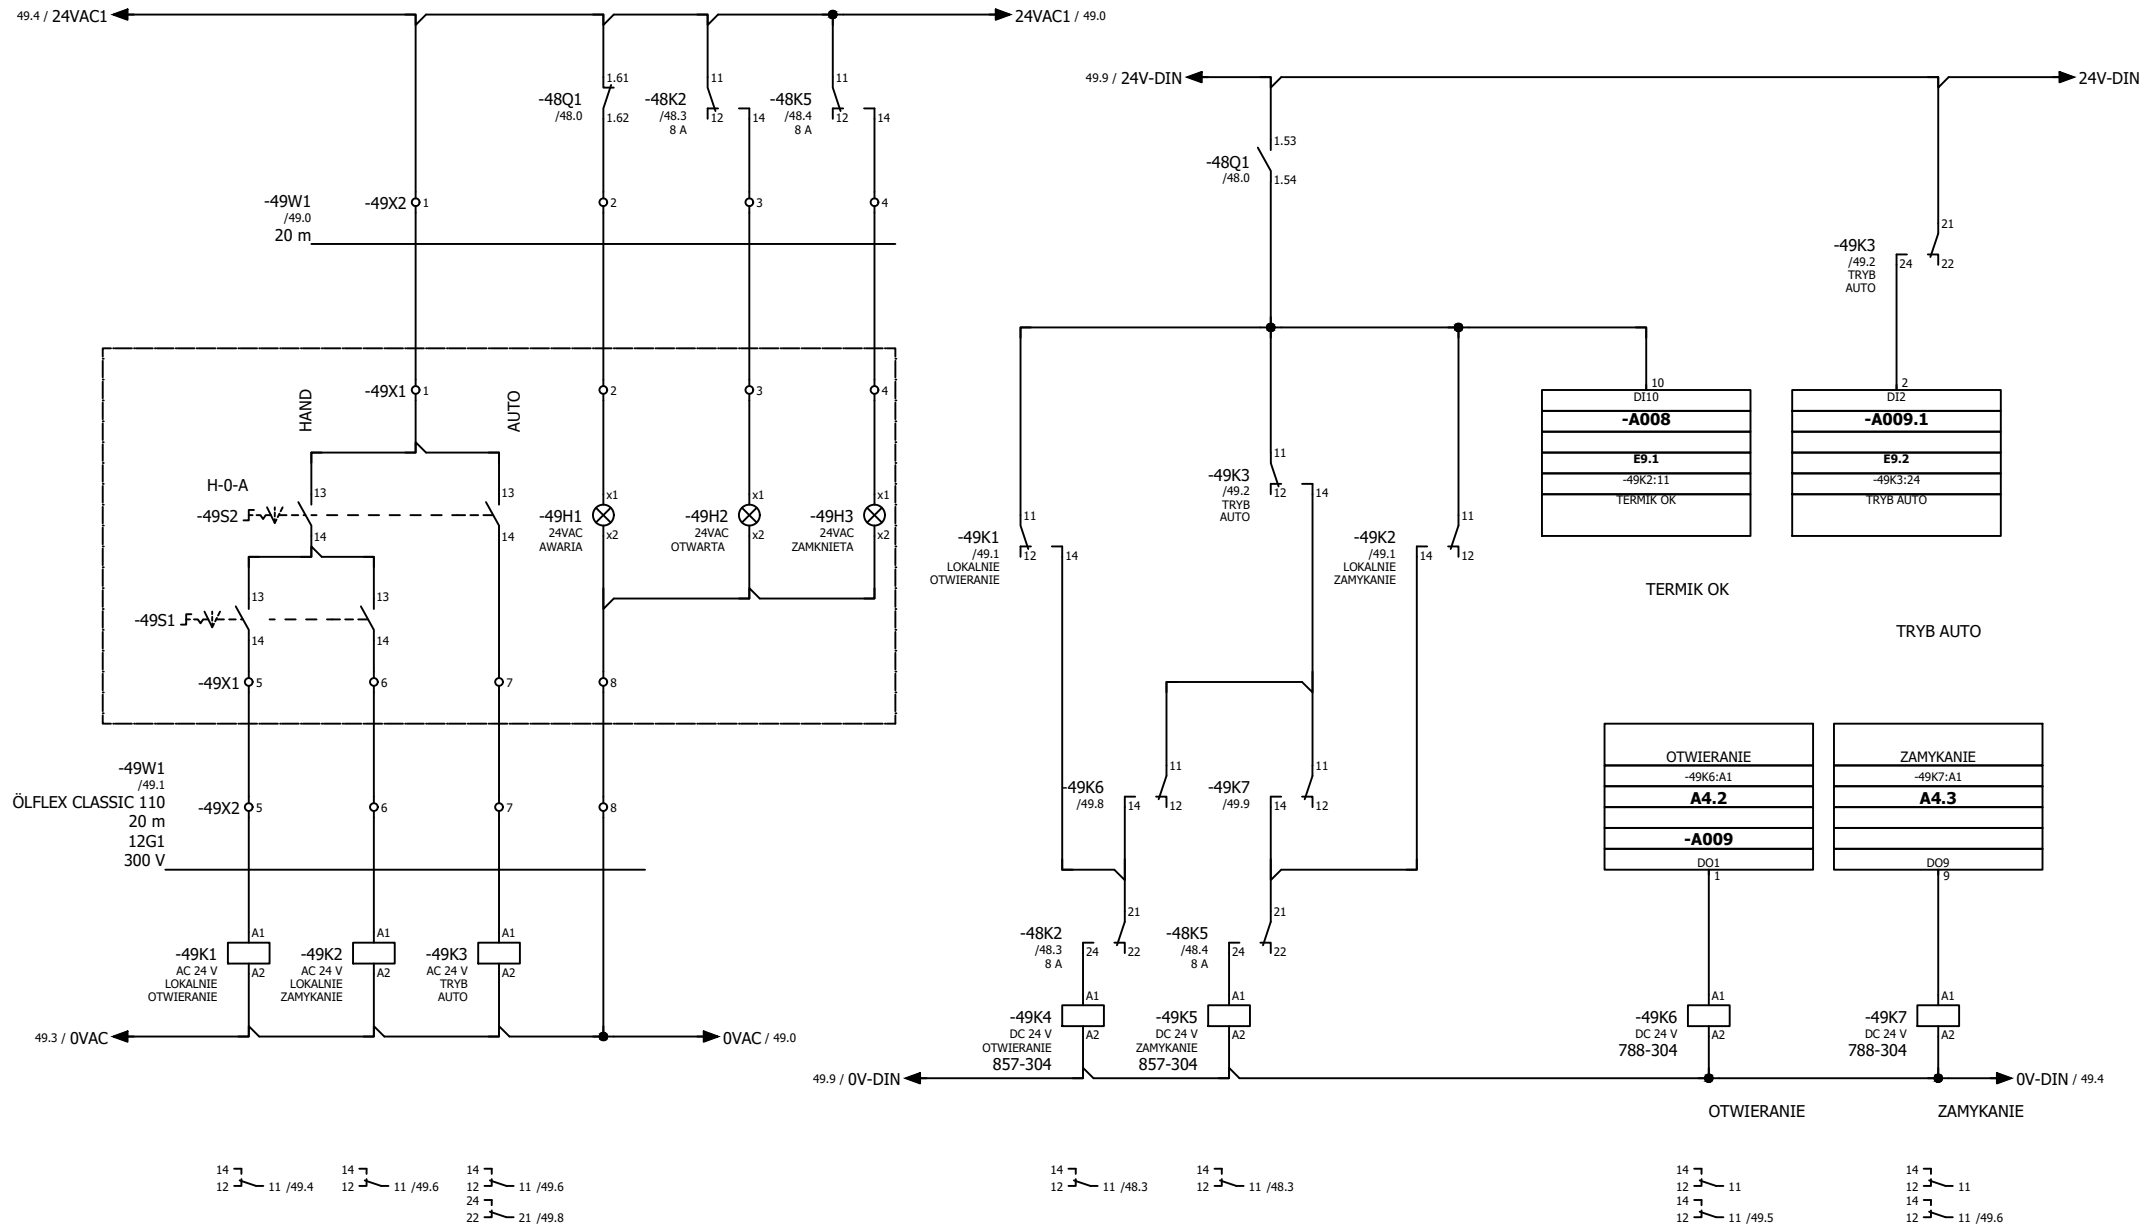 49.4 / 24VAC1
24VAC1 / 49.0
49.9 / 24V-DIN
24V-DIN
-48Q1
/48.0
1.61
1.62
-48K2
/48.3
8 A
11
12
14
-48K5
/48.4
8 A
11
12
14
-48Q1
/48.0
1.53
1.54
-49W1
/49.0
20 m
-49X2
1
2
3
4
-49K3
/49.2
TRYB
AUTO
21
24
22
HAND
AUTO
-49X1
1
2
3
4
10
DI10
-A008
E9.1
-49K2:11
TERMIK OK
2
DI2
-A009.1
E9.2
-49K3:24
TRYB AUTO
H-0-A
-49S2
13
14
13
14
-49H1
24VAC
AWARIA
x1
x2
-49H2
24VAC
OTWARTA
x1
x2
-49H3
24VAC
ZAMKNIETA
x1
x2
-49K1
/49.1
LOKALNIE
OTWIERANIE
11
12
14
-49K3
/49.2
TRYB
AUTO
11
12
14
-49K2
/49.1
LOKALNIE
ZAMYKANIE
11
14
12
TERMIK OK
TRYB AUTO
-49S1
13
14
13
14
-49X1
5
6
7
8
-49W1
/49.1
ÖLFLEX CLASSIC 110
20 m
12G1
300 V
-49X2
5
6
7
8
-49K6
/49.8
11
14
12
-49K7
/49.9
11
14
12
OTWIERANIE
-49K6:A1
A4.2
-A009
DO1
1
ZAMYKANIE
-49K7:A1
A4.3
DO9
9
-49K1
AC 24 V
LOKALNIE
OTWIERANIE
A1
A2
-49K2
AC 24 V
LOKALNIE
ZAMYKANIE
A1
A2
-49K3
AC 24 V
TRYB
AUTO
A1
A2
-48K2
/48.3
8 A
21
24
22
-48K5
/48.4
8 A
21
24
22
-49K4
DC 24 V
OTWIERANIE
857-304
A1
A2
-49K5
DC 24 V
ZAMYKANIE
857-304
A1
A2
-49K6
DC 24 V
788-304
A1
A2
-49K7
DC 24 V
788-304
A1
A2
49.3 / 0VAC
0VAC / 49.0
49.9 / 0V-DIN
0V-DIN / 49.4
OTWIERANIE
ZAMYKANIE
14
12
11 /49.4
14
12
11 /49.6
14
12
11 /49.6
24
22
21 /49.8
14
12
11 /48.3
14
12
11 /48.3
14
12
11
14
12
11 /49.5
14
12
11
14
12
11 /49.6